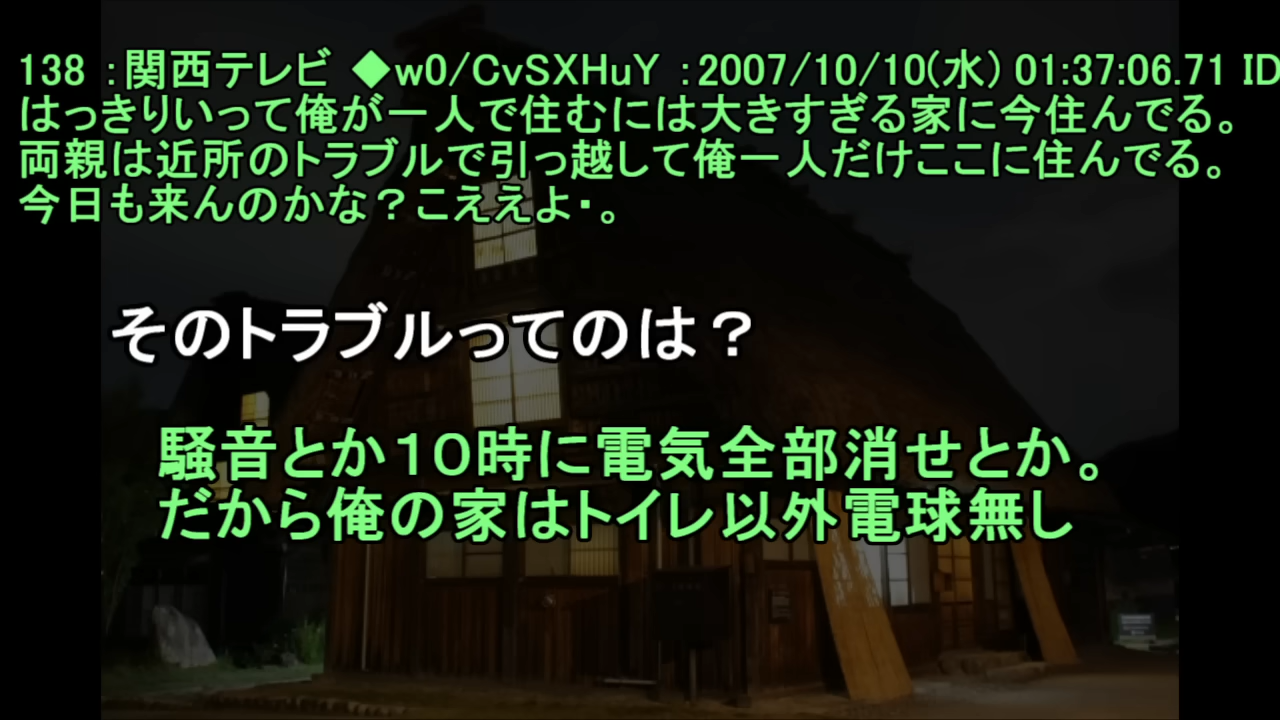 138 ：関西テレビ ◆w0/CvSXHuY ：2007/10/10(水) 01:37:06.71 ID
はっきりいって俺が一人で住むには大きすぎる家に今住んでる。
両親は近所のトラブルで引っ越して俺一人だけここに住んでる。
今日も来んのかな？こええよ・。
そのトラブルってのは？
騒音とか１０時に電気全部消せとか。
だから俺の家はトイレ以外電球無し